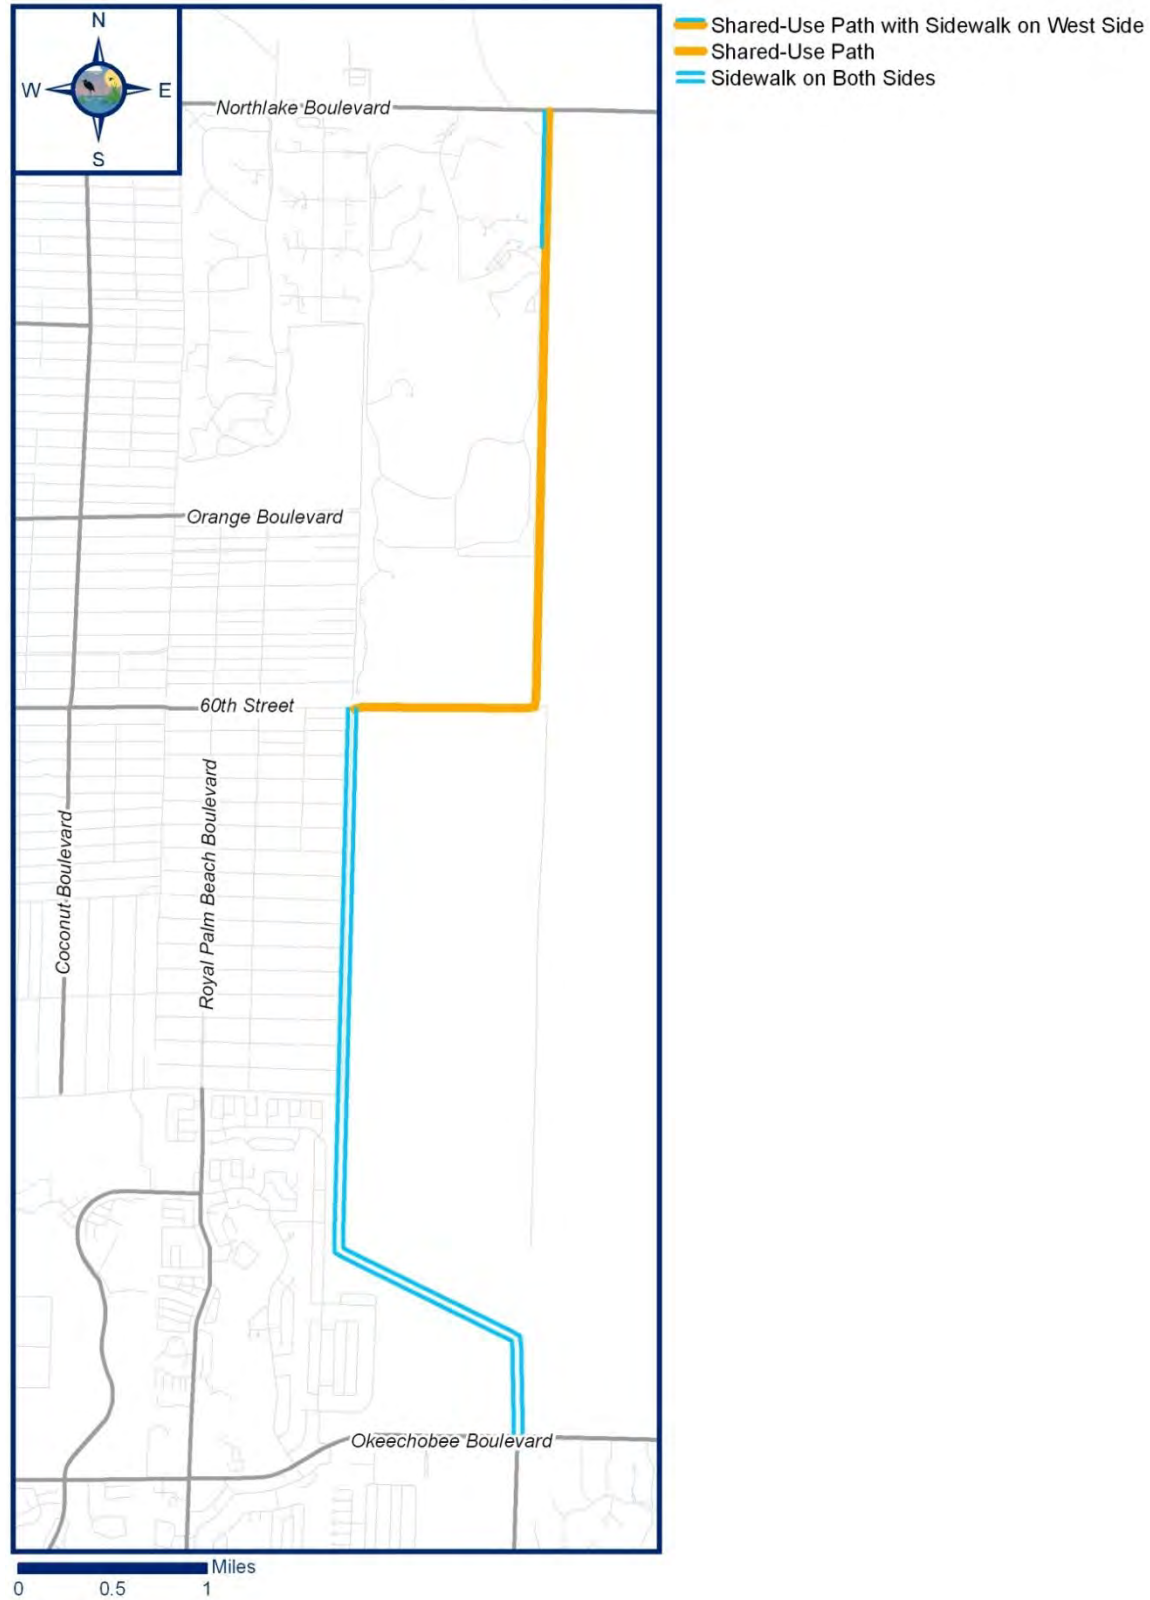 N
W E
S
Shared-Use Path with Sidewalk on West Side
Shared-Use Path
Sidewalk on Both Sides
Northlake Boulevard
Orange Boulevard
60th Street
Coconut Boulevard
Royal Palm Beach Boulevard
Okeechobee Boulevard
Miles
0 0.5 1